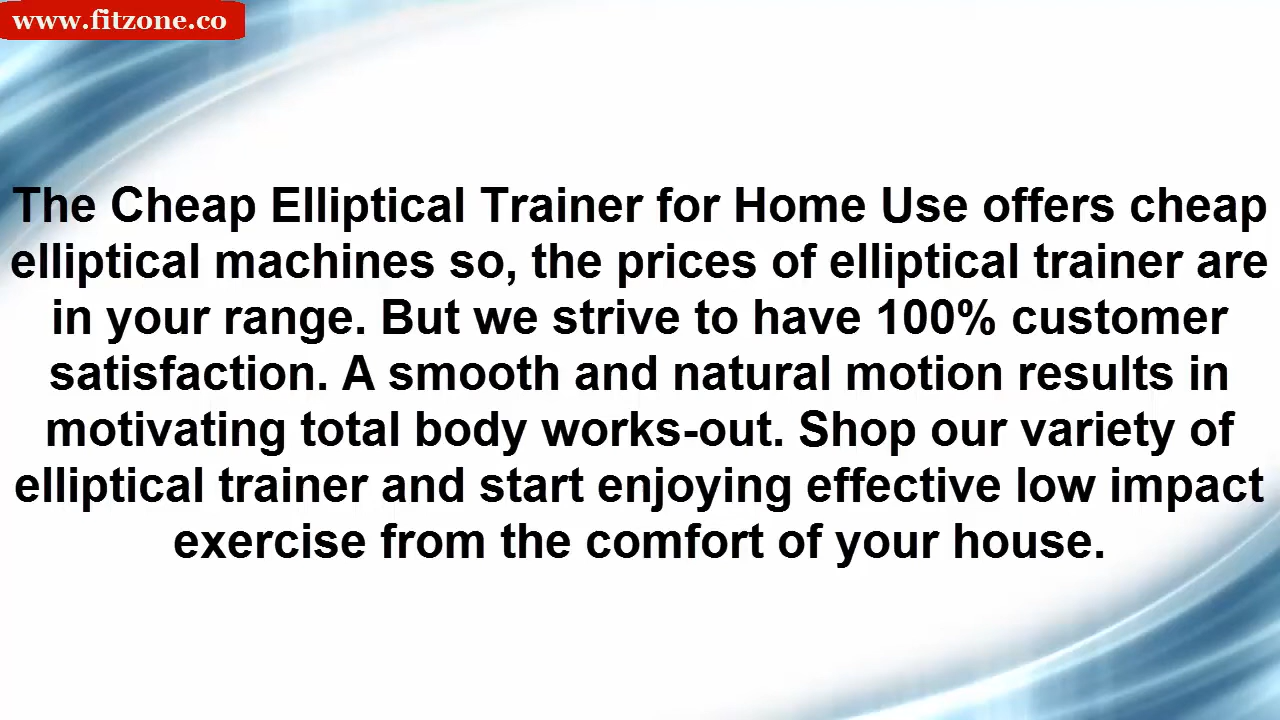 www.fitzone.co
The Cheap Elliptical Trainer for Home Use offers cheap
elliptical machines so, the prices of elliptical trainer are
in your range. But we strive to have 100% customer
satisfaction. A smooth and natural motion results in
motivating total body works-out. Shop our variety of
elliptical trainer and start enjoying effective low impact
exercise from the comfort of your house.